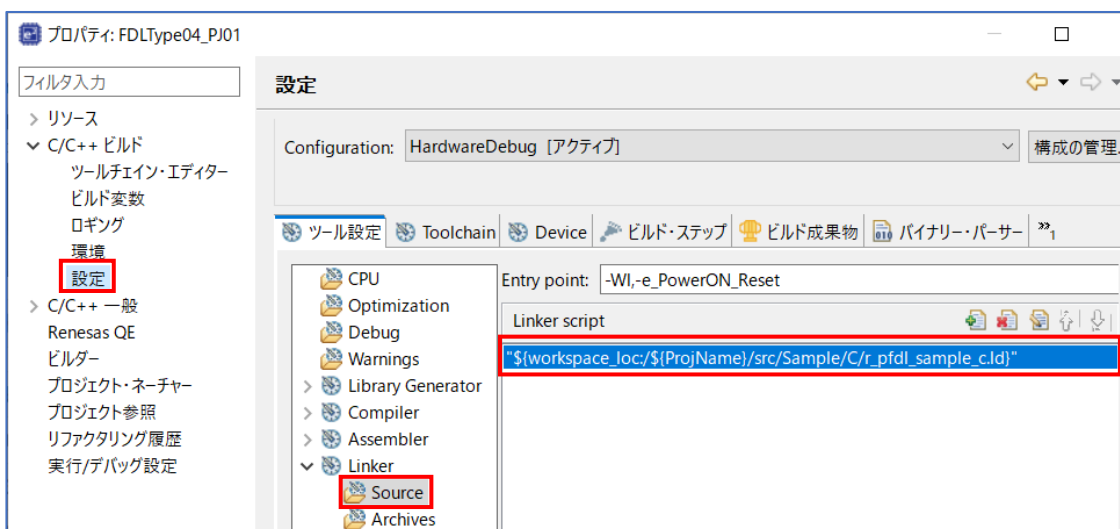 プロパティ: FDLType04_PJ01
フィルタ入力
リソース
C/C++ ビルド
ツールチェイン・エディター
ビルド変数
ロギング
環境
設定
C/C++ 一般
Renesas QE
ビルダー
プロジェクト・ネーチャー
プロジェクト参照
リファクタリング履歴
実行/デバッグ設定
設定
Configuration: HardwareDebug [アクティブ] 構成の管理.
ツール設定 Toolchain Device ビルド・ステップ ビルド成果物 バイナリー・パーサー »1
CPU
Optimization
Debug
Warnings
Library Generator
Compiler
Assembler
Linker
Source
Archives
Entry point: -Wl,-e_PowerON_Reset
Linker script
"${workspace_loc:/${ProjName}/src/Sample/C/r_pfdl_sample_c.ld}"